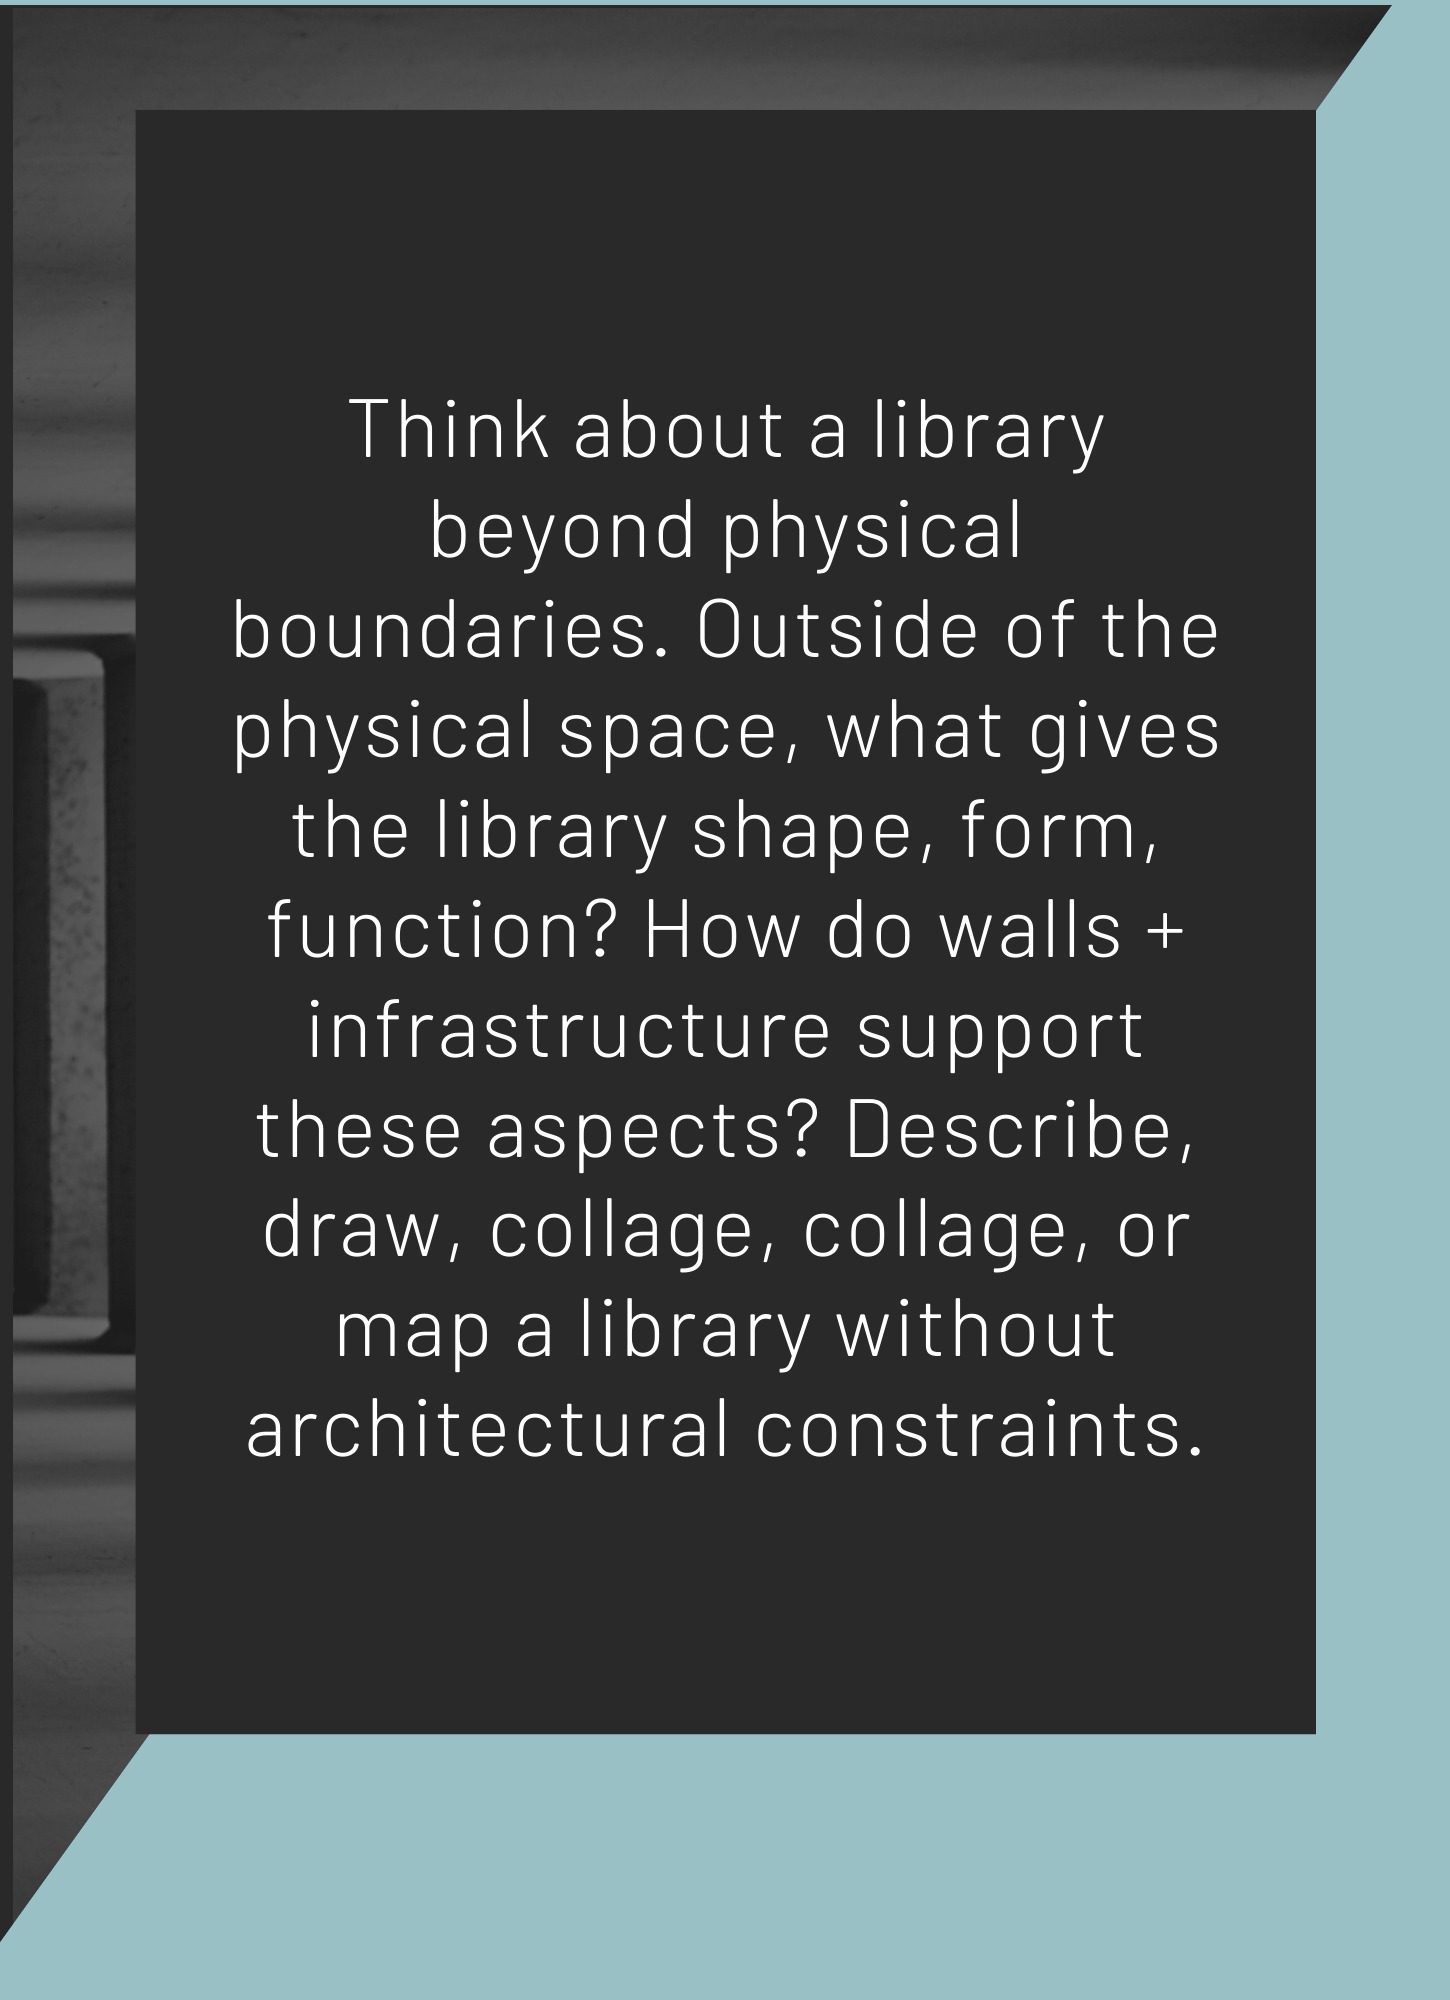 Think about a library
beyond physical
boundaries. Outside of the
physical space, what gives
the library shape, form,
function? How do walls +
infrastructure support
these aspects? Describe,
draw, collage, collage, or
map a library without
architectural constraints.